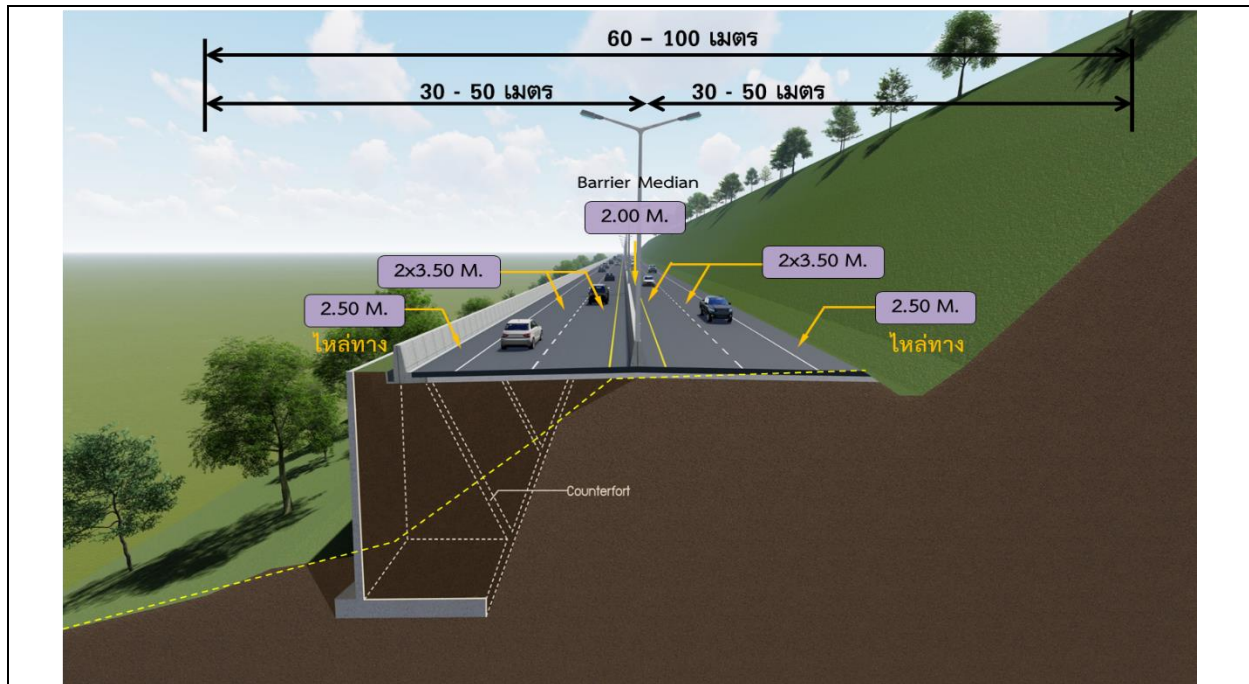 60 – 100 เมตร
30 - 50 เมตร
30 - 50 เมตร
Barrier Median
2.00 M.
2x3.50 M.
2x3.50 M.
2.50 M.
ไหล่ทาง
2.50 M.
ไหล่ทาง
Counterfort